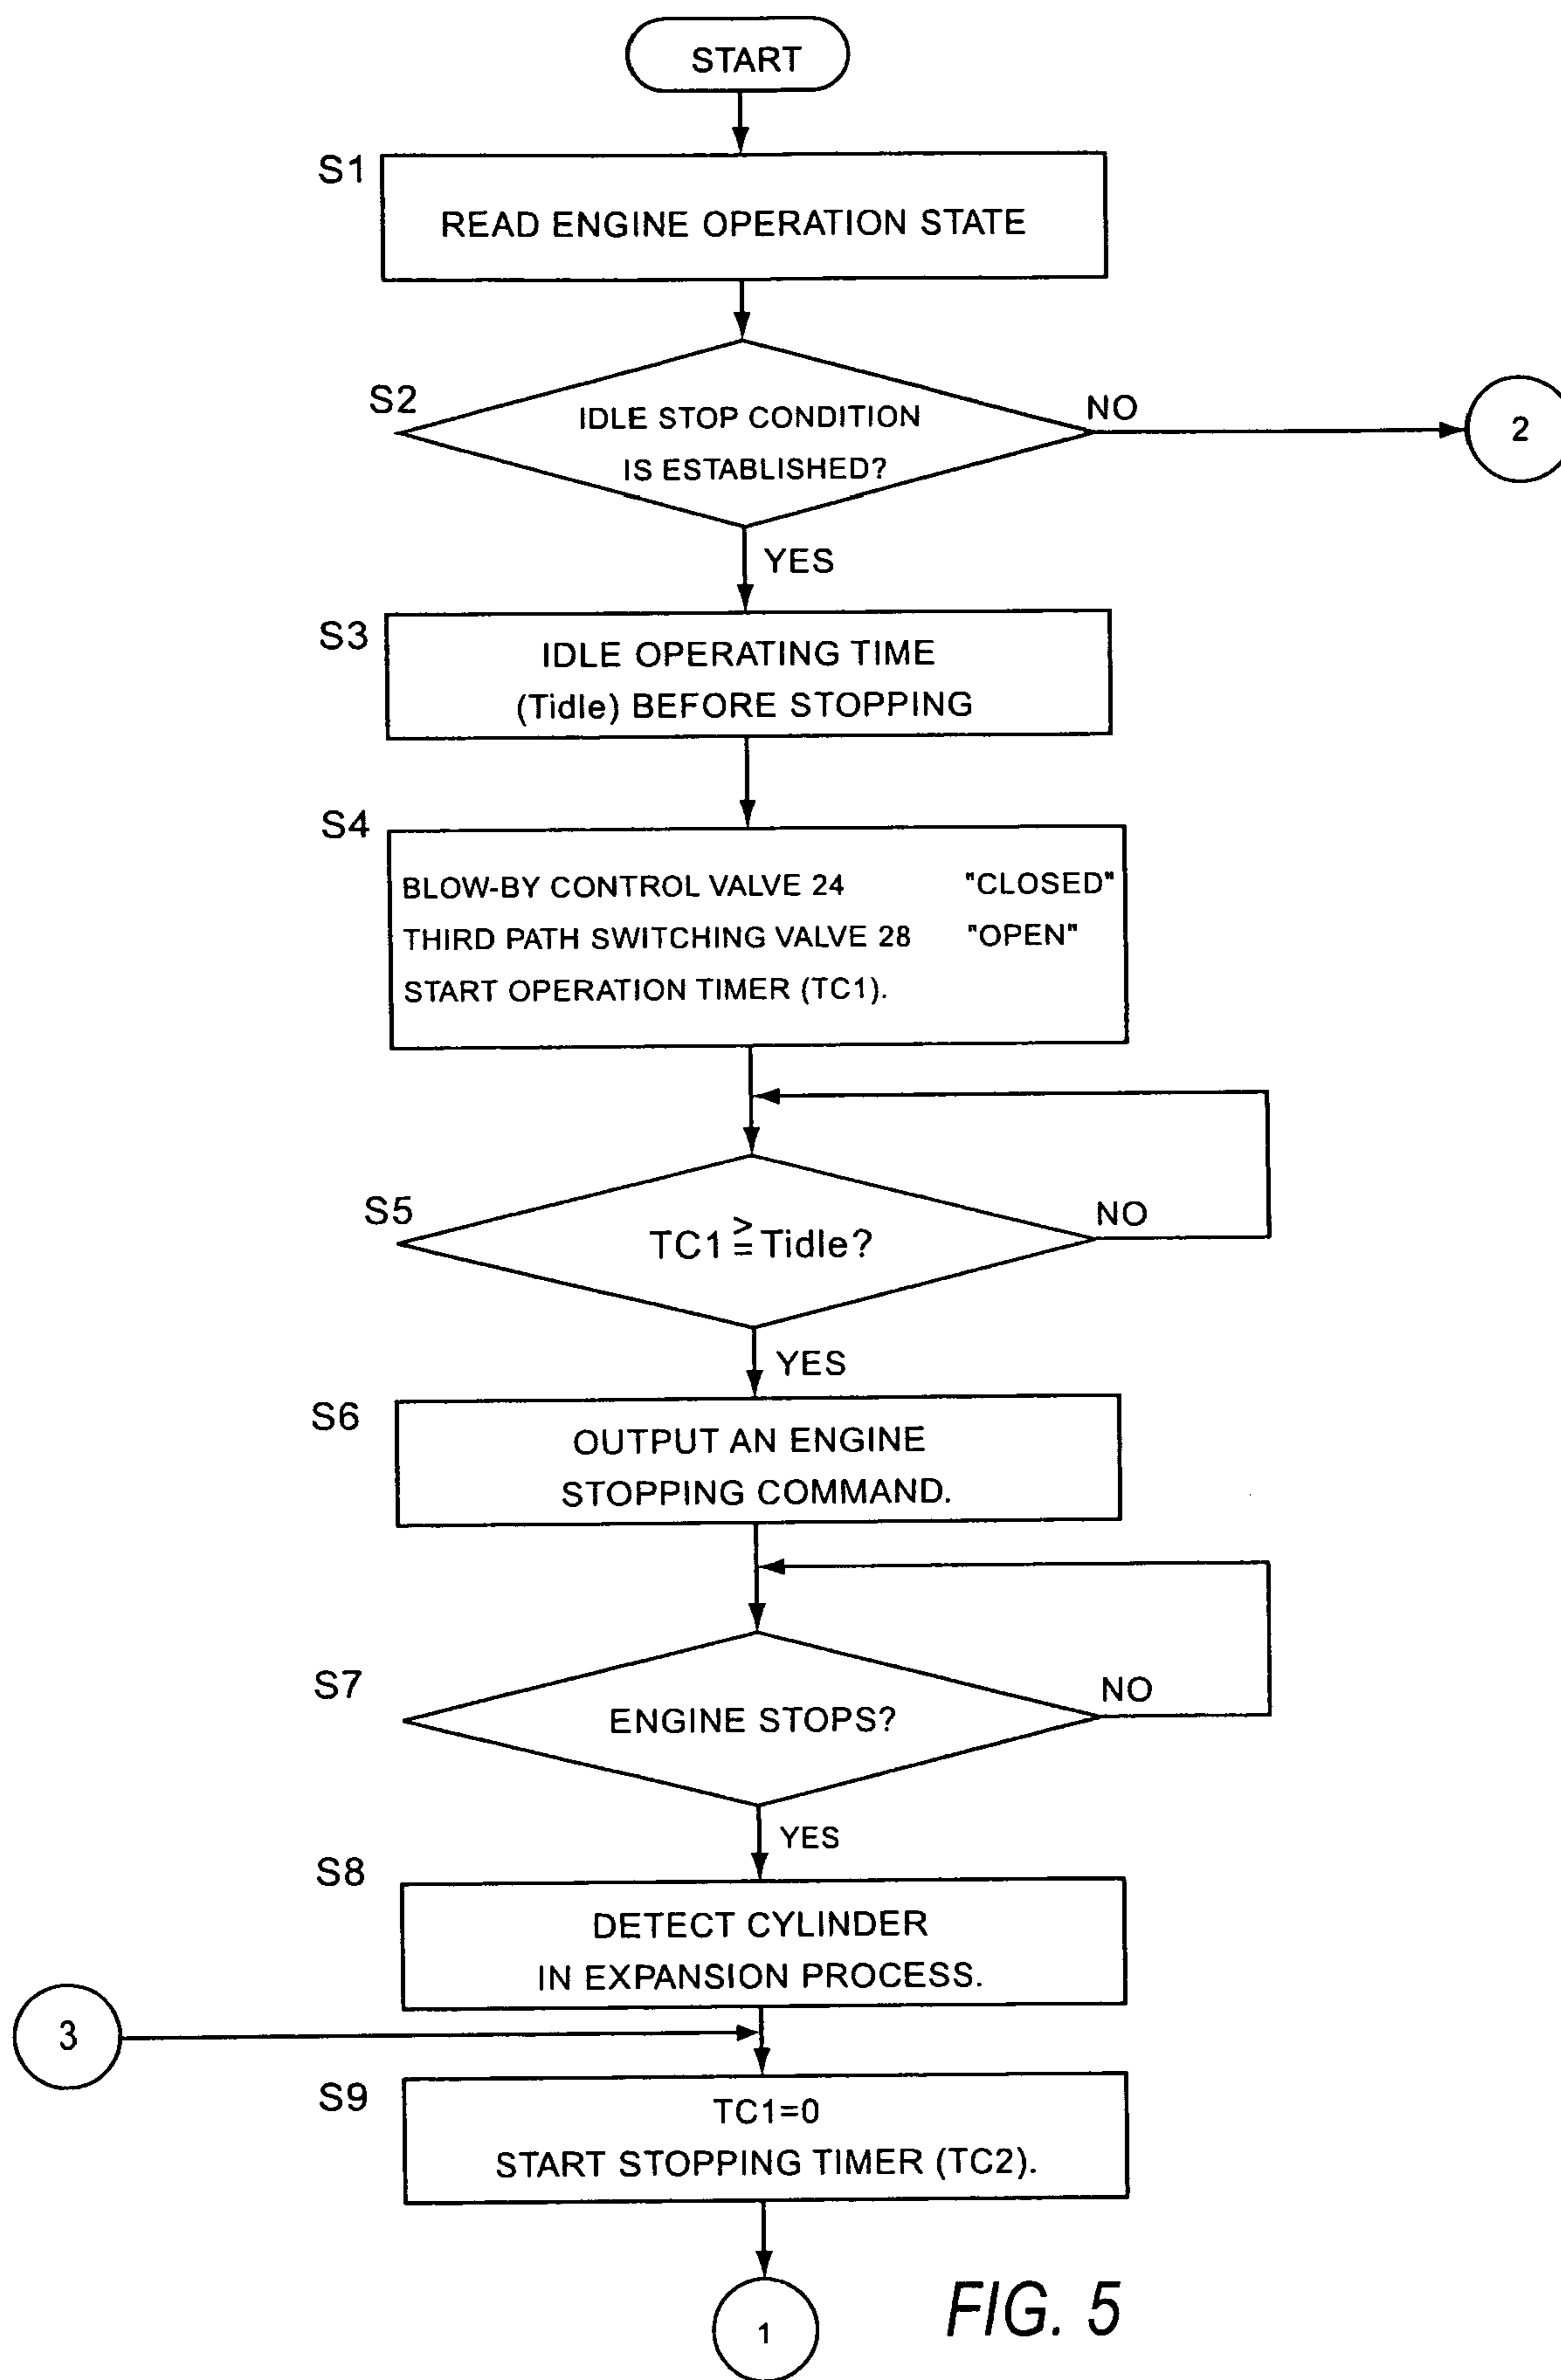 START
S1
READ ENGINE OPERATION STATE
S2
IDLE STOP CONDITION
IS ESTABLISHED?
NO
2
YES
S3
IDLE OPERATING TIME
(Tidle) BEFORE STOPPING
S4
BLOW-BY CONTROL VALVE 24 "CLOSED"
THIRD PATH SWITCHING VALVE 28 "OPEN"
START OPERATION TIMER (TC1).
S5
TC1≧Tidle?
NO
YES
S6
OUTPUT AN ENGINE
STOPPING COMMAND.
S7
ENGINE STOPS?
NO
YES
S8
DETECT CYLINDER
IN EXPANSION PROCESS.
3
S9
TC1=0
START STOPPING TIMER (TC2).
1
FIG. 5